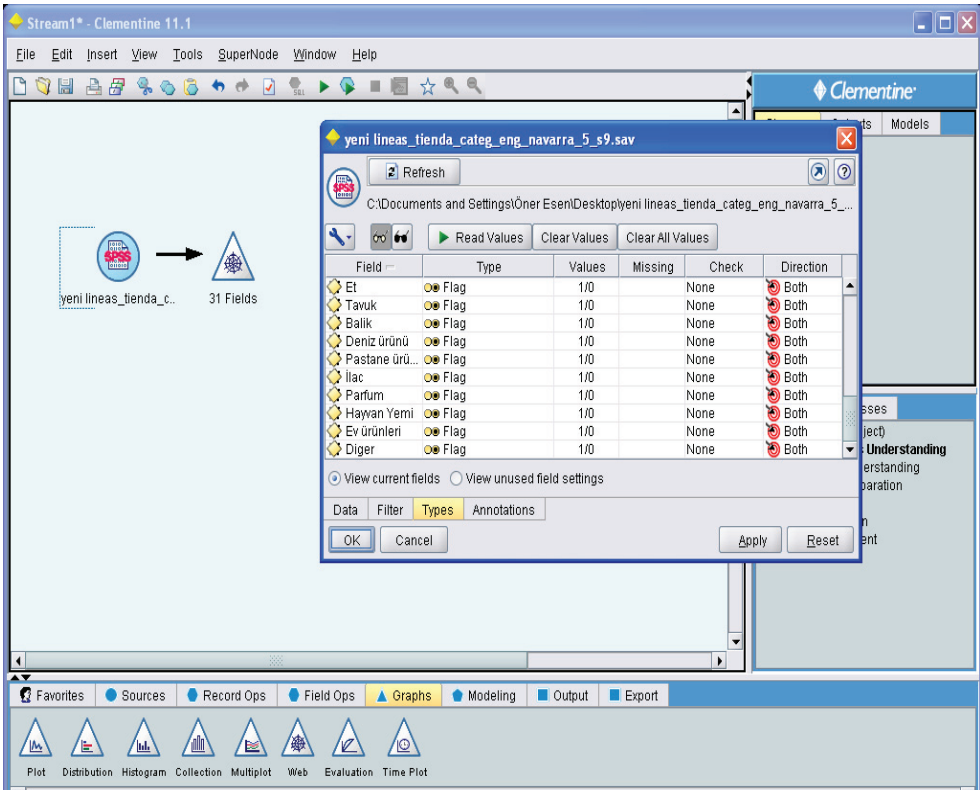 Stream1* - Clementine 11.1
File Edit Insert View Tools SuperNode Window Help
SQL
Clementine
Models
yeni lineas_tienda_categ_eng_navarra_5_s9.sav
SPSS
Refresh
C:\Documents and Settings\Öner Esen\Desktop\yeni lineas_tienda_categ_eng_navarra_5_...
Read Values Clear Values Clear All Values
Field Type Values Missing Check Direction
Et Flag 1/0 None Both
Tavuk Flag 1/0 None Both
Balik Flag 1/0 None Both
Deniz ürünü Flag 1/0 None Both
Pastane ürü... Flag 1/0 None Both
İlac Flag 1/0 None Both
Parfum Flag 1/0 None Both
Hayvan Yemi Flag 1/0 None Both
Ev ürünleri Flag 1/0 None Both
Diger Flag 1/0 None Both
View current fields View unused field settings
Data Filter Types Annotations
OK Cancel Apply Reset
SPSS
yeni lineas_tienda_c..
31 Fields
sses
ject)
Understanding
erstanding
paration
n
ent
Favorites Sources Record Ops Field Ops Graphs Modeling Output Export
Plot Distribution Histogram Collection Multiplot Web Evaluation Time Plot